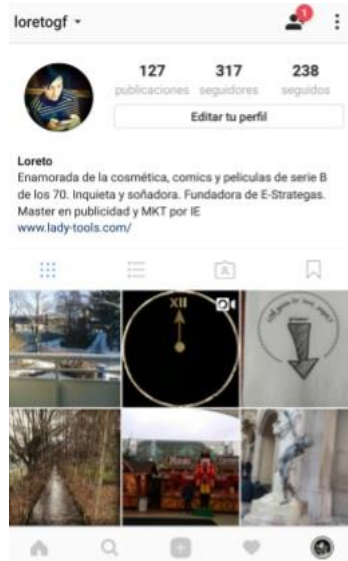 loretogf
1
127 317 238
publicaciones seguidores seguidos
Editar tu perfil
Loreto
Enamorada de la cosmética, comics y peliculas de serie B
de los 70. Inquieta y soñadora. Fundadora de E-Strategas.
Master en publicidad y MKT por IE
www.lady-tools.com/
XII